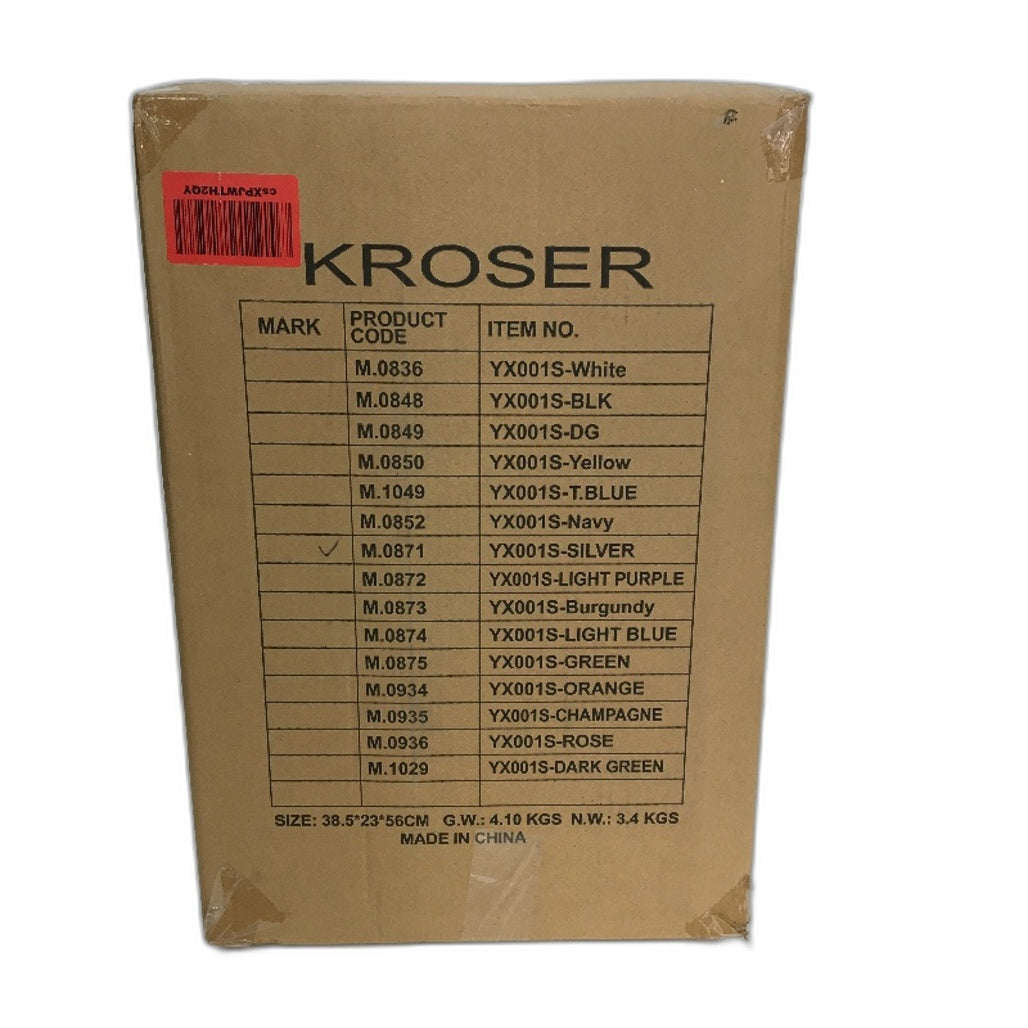 csXPJWTH2QY
KROSER
MARK PRODUCT CODE ITEM NO.
M.0836 YX001S-White
M.0848 YX001S-BLK
M.0849 YX001S-DG
M.0850 YX001S-Yellow
M.1049 YX001S-T.BLUE
M.0852 YX001S-Navy
✓ M.0871 YX001S-SILVER
M.0872 YX001S-LIGHT PURPLE
M.0873 YX001S-Burgundy
M.0874 YX001S-LIGHT BLUE
M.0875 YX001S-GREEN
M.0934 YX001S-ORANGE
M.0935 YX001S-CHAMPAGNE
M.0936 YX001S-ROSE
M.1029 YX001S-DARK GREEN
SIZE: 38.5*23*56CM G.W.: 4.10 KGS N.W.: 3.4 KGS
MADE IN CHINA